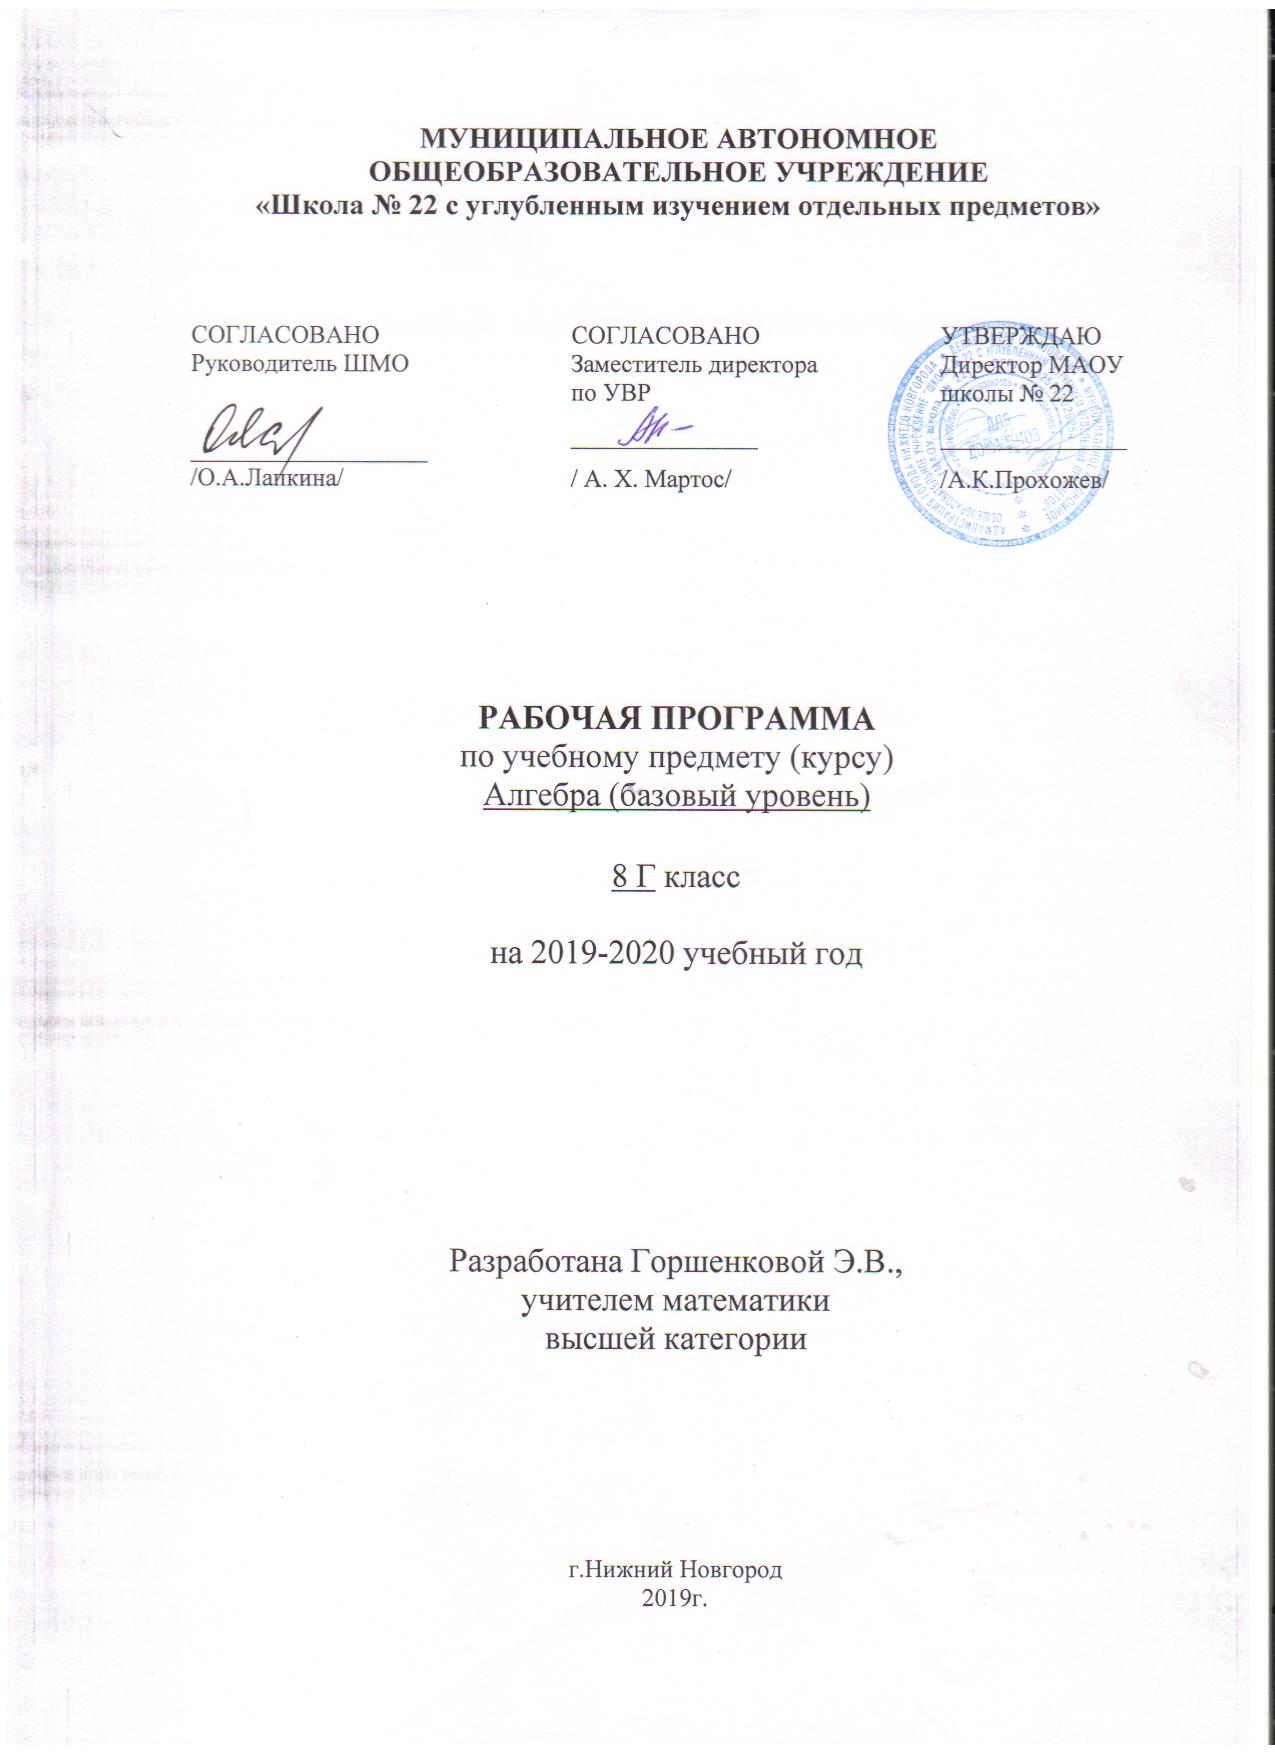 МУНИЦИПАЛЬНОЕ АВТОНОМНОЕ
ОБЩЕОБРАЗОВАТЕЛЬНОЕ УЧРЕЖДЕНИЕ
«Школа № 22 с углубленным изучением отдельных предметов»
СОГЛАСОВАНО
Руководитель ШМО
/О.А.Лапкина/
СОГЛАСОВАНО
Заместитель директора
по УВР
/ А. Х. Мартос/
УТВЕРЖДАЮ
Директор МАОУ
школы № 22
/А.К.Прохожев/
ДЛЯ
ДОКУМЕНТОВ
РАБОЧАЯ ПРОГРАММА
по учебному предмету (курсу)
Алгебра (базовый уровень)
8 Г класс
на 2019-2020 учебный год
Разработана Горшенковой Э.В.,
учителем математики
высшей категории
г.Нижний Новгород
2019г.